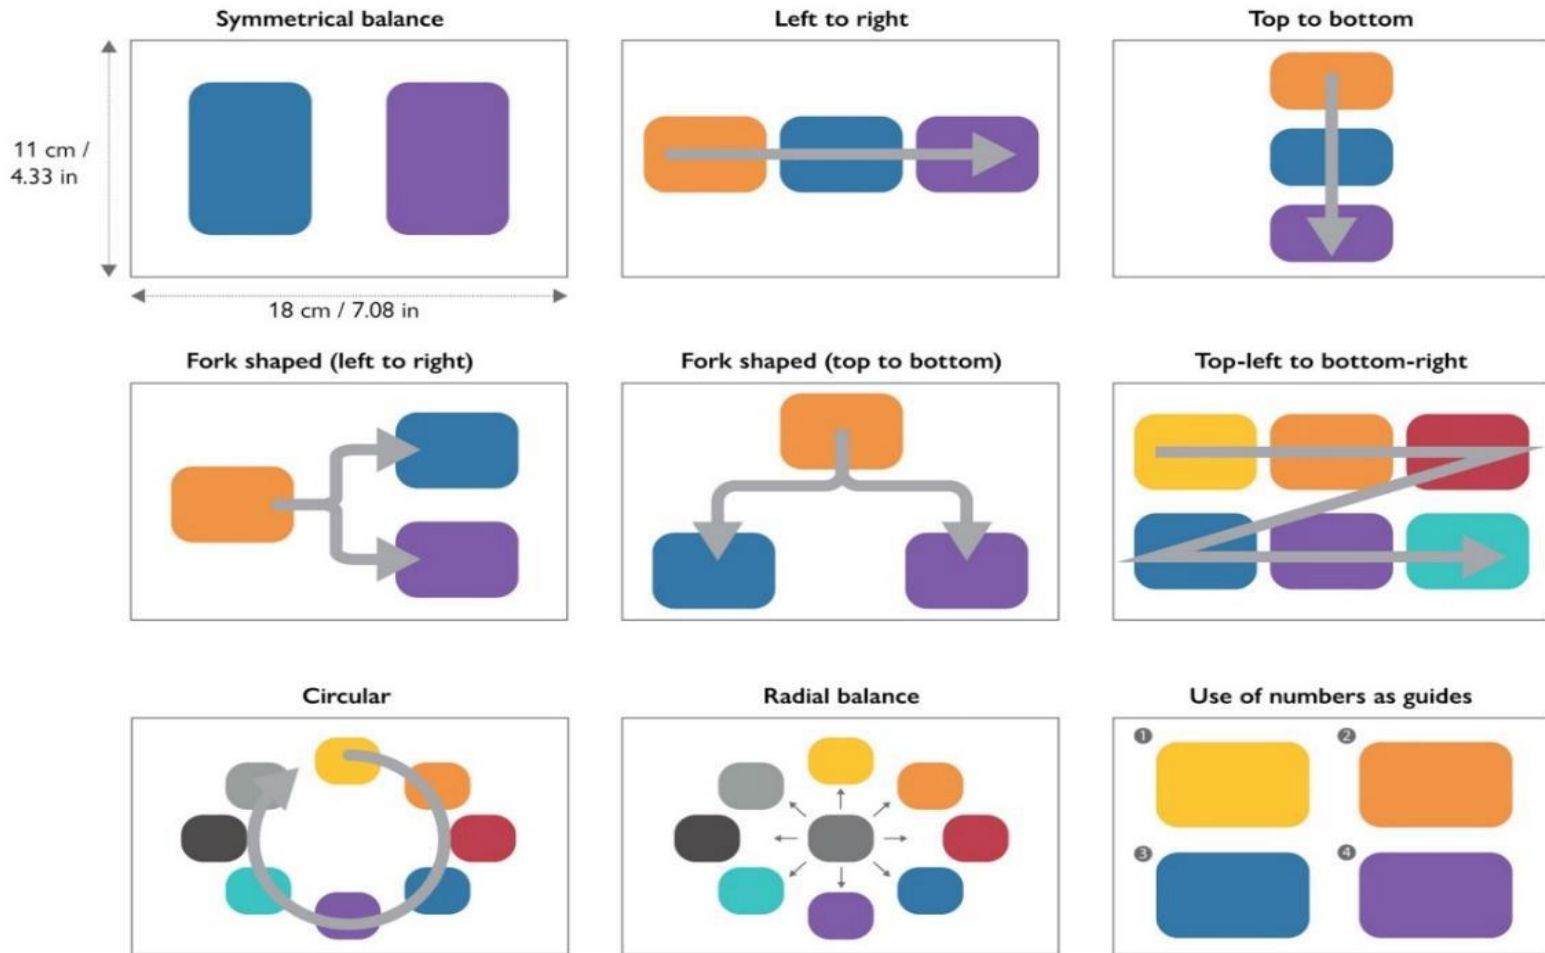 Symmetrical balance
Left to right
Top to bottom
11 cm /
4.33 in
18 cm / 7.08 in
Fork shaped (left to right)
Fork shaped (top to bottom)
Top-left to bottom-right
Circular
Radial balance
Use of numbers as guides
1
2
3
4